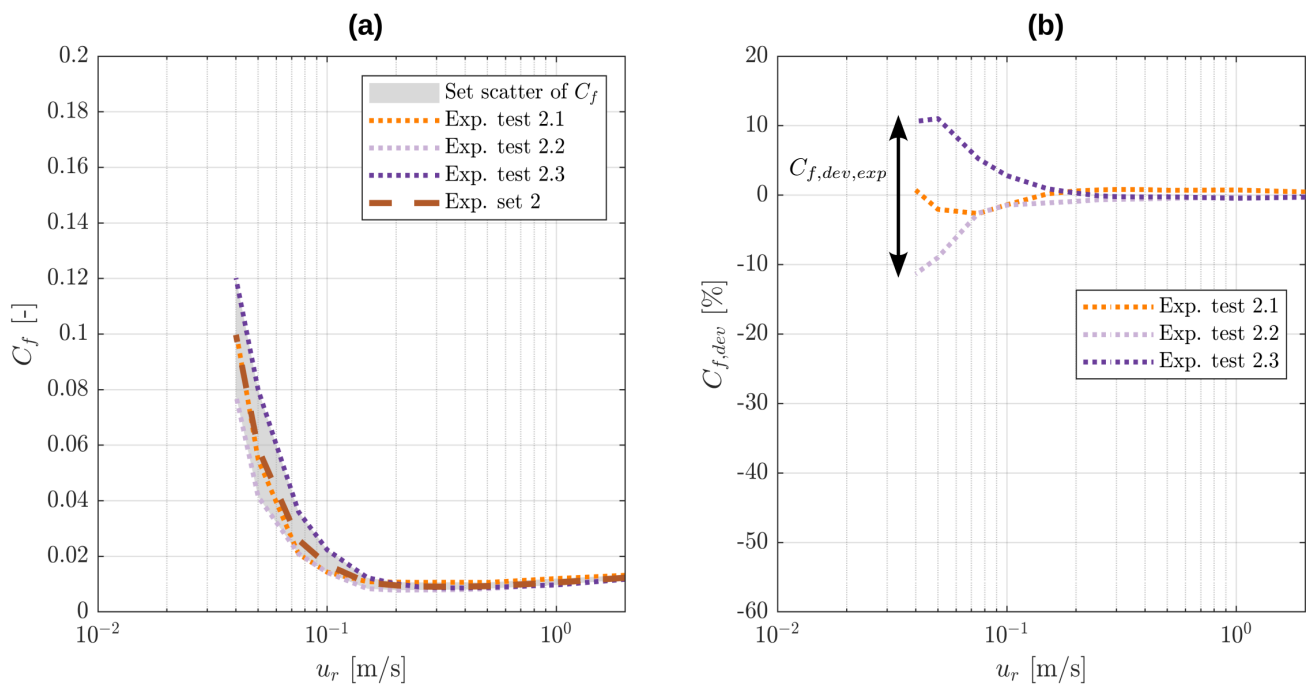 (a)
0.2
0.18
0.16
0.14
0.12
0.1
0.08
0.06
0.04
0.02
0
C_f [-]
Set scatter of C_f
Exp. test 2.1
Exp. test 2.2
Exp. test 2.3
Exp. set 2
10^{-2}
10^{-1}
10^0
u_r [m/s]
(b)
20
10
0
-10
-20
-30
-40
-50
-60
C_{f,dev} [%]
C_{f,dev,exp}
Exp. test 2.1
Exp. test 2.2
Exp. test 2.3
10^{-2}
10^{-1}
10^0
u_r [m/s]